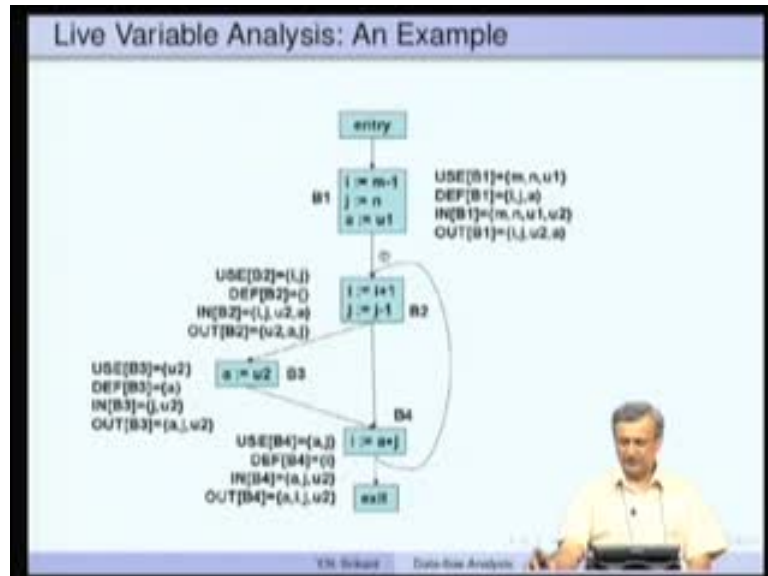 Live Variable Analysis: An Example
entry
B1
i := m-1
j := n
a := u1
USE[B1]={m,n,u1}
DEF[B1]={i,j,a}
IN[B1]={m,n,u1,u2}
OUT[B1]={i,j,u2,a}
USE[B2]={i,j}
DEF[B2]={}
IN[B2]={i,j,u2,a}
OUT[B2]={u2,a,j}
i := i+1
j := j-1
B2
USE[B3]={u2}
DEF[B3]={a}
IN[B3]={j,u2}
OUT[B3]={a,j,u2}
a := u2
B3
B4
USE[B4]={a,j}
DEF[B4]={i}
IN[B4]={a,j,u2}
OUT[B4]={a,i,j,u2}
i := a+j
exit
Y.N. Srikant
Data-flow Analysis